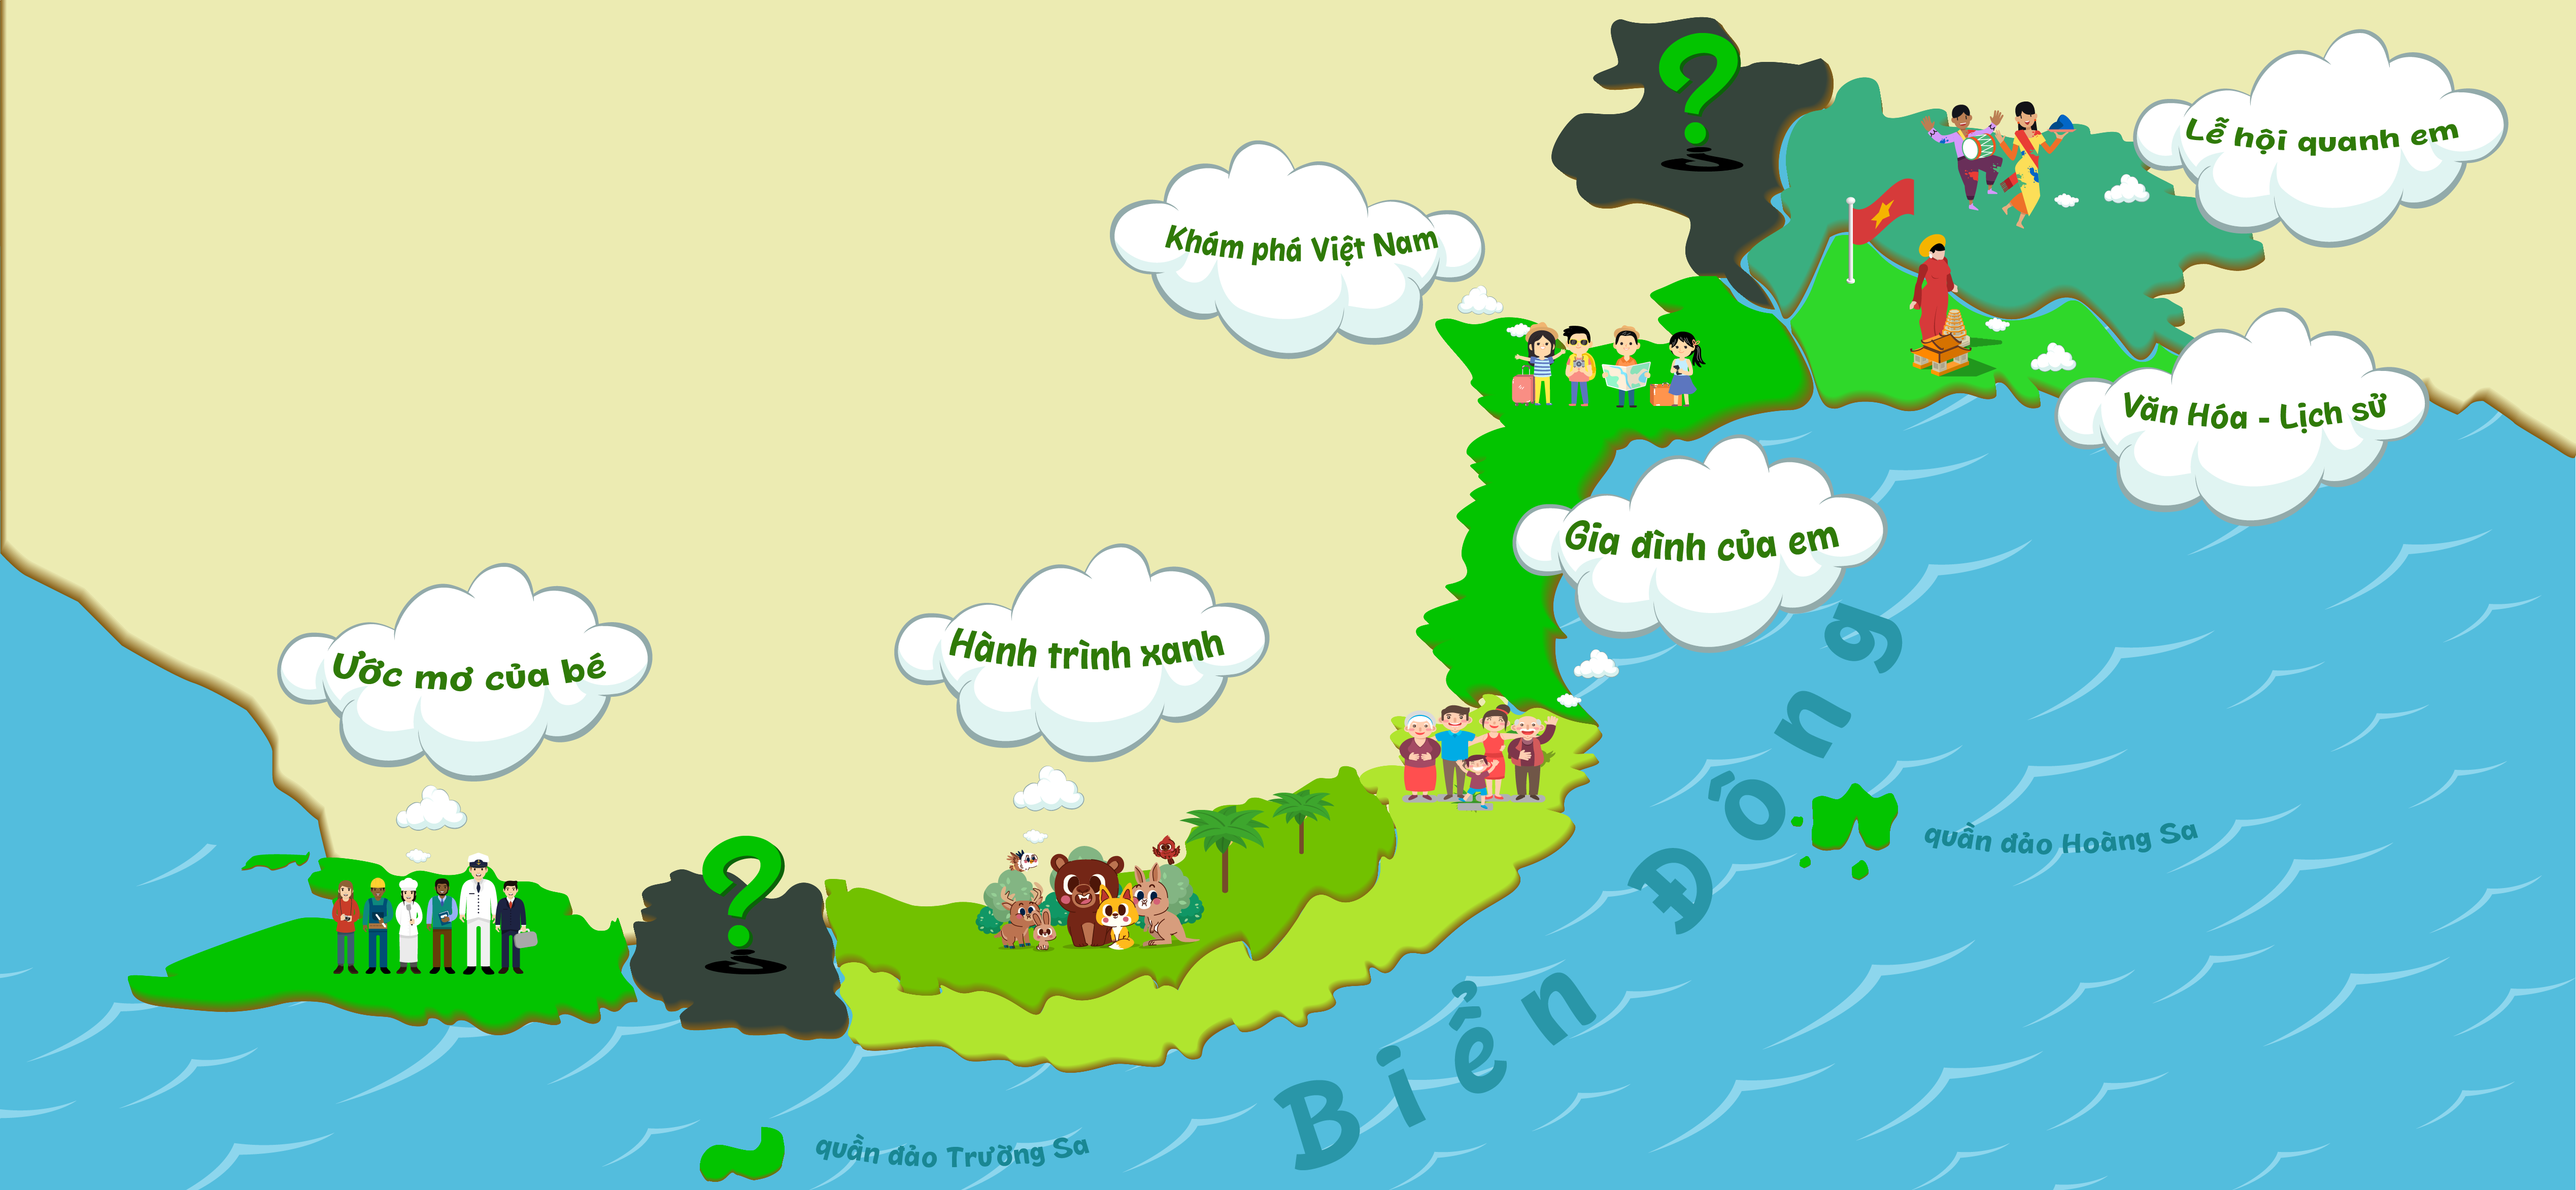 Lễ hội quanh em
Khám phá Việt Nam
Văn Hóa - Lịch sử
Gia đình của em
Hành trình xanh
Ước mơ của bé
Biển Đông
quần đảo Hoàng Sa
quần đảo Trường Sa
?
?